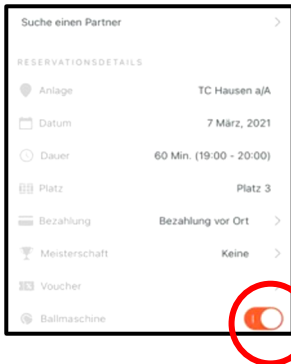 Suche einen Partner
RESERVATIONSDETAILS
Anlage TC Hausen a/A
Datum 7 März, 2021
Dauer 60 Min. (19:00 - 20:00)
Platz Platz 3
Bezahlung Bezahlung vor Ort
Meisterschaft Keine
Voucher
Ballmaschine